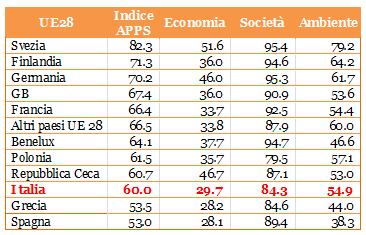 UE28 Indice APPS Economia Società Ambiente
Svezia 82.3 51.6 95.4 79.2
Finlandia 71.3 36.0 94.6 64.2
Germania 70.2 46.0 95.3 61.7
GB 67.4 36.0 90.9 53.6
Francia 66.4 33.7 92.5 54.4
Altri paesi UE 28 66.5 33.8 87.9 60.0
Benelux 64.1 37.7 94.7 46.6
Polonia 61.5 35.7 79.5 57.1
Repubblica Ceca 60.7 46.7 87.1 53.0
Italia 60.0 29.7 84.3 54.9
Grecia 53.5 28.2 84.6 44.0
Spagna 53.0 28.1 89.4 38.3